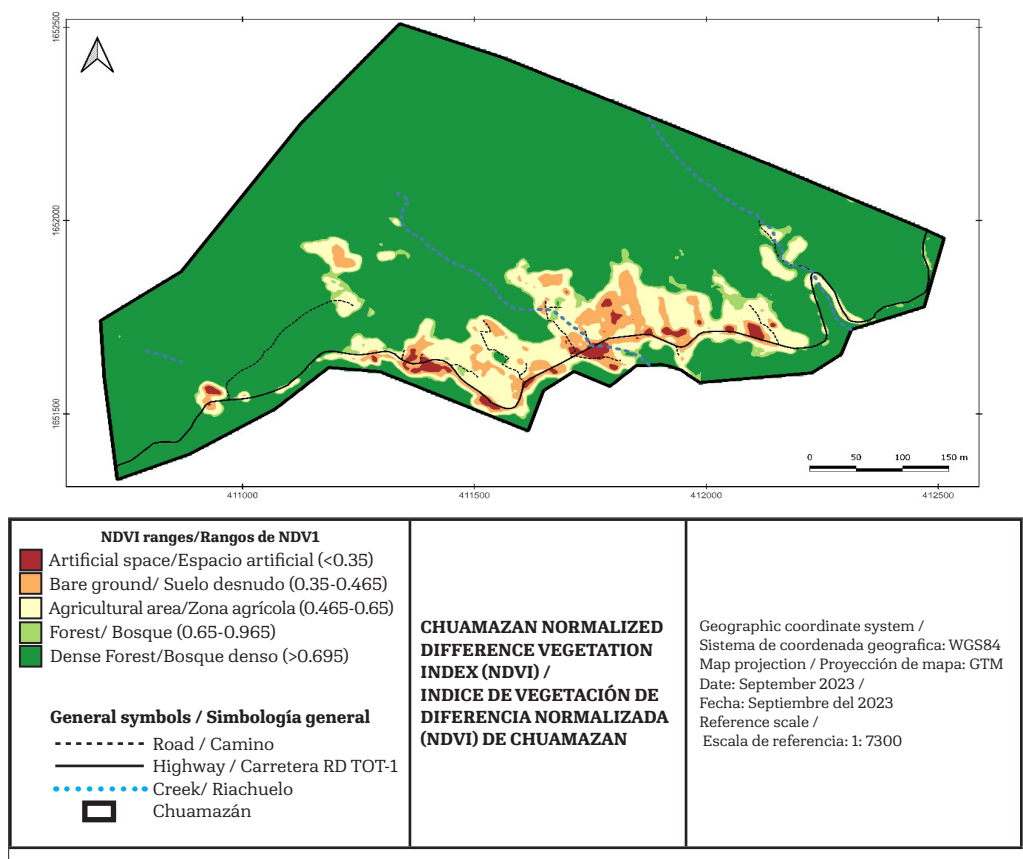 1652500
1652000
1651500
0 50 100 150 m
411000 411500 412000 412500
NDVI ranges/Rangos de NDV1
Artificial space/Espacio artificial (<0.35)
Bare ground/ Suelo desnudo (0.35-0.465)
Agricultural area/Zona agrícola (0.465-0.65)
Forest/ Bosque (0.65-0.965)
Dense Forest/Bosque denso (>0.695)
General symbols / Simbología general
Road / Camino
Highway / Carretera RD TOT-1
Creek/ Riachuelo
Chuamazán
CHUAMAZAN NORMALIZED
DIFFERENCE VEGETATION
INDEX (NDVI) /
INDICE DE VEGETACIÓN DE
DIFERENCIA NORMALIZADA
(NDVI) DE CHUAMAZAN
Geographic coordinate system /
Sistema de coordenada geografica: WGS84
Map projection / Proyección de mapa: GTM
Date: September 2023 /
Fecha: Septiembre del 2023
Reference scale /
Escala de referencia: 1: 7300